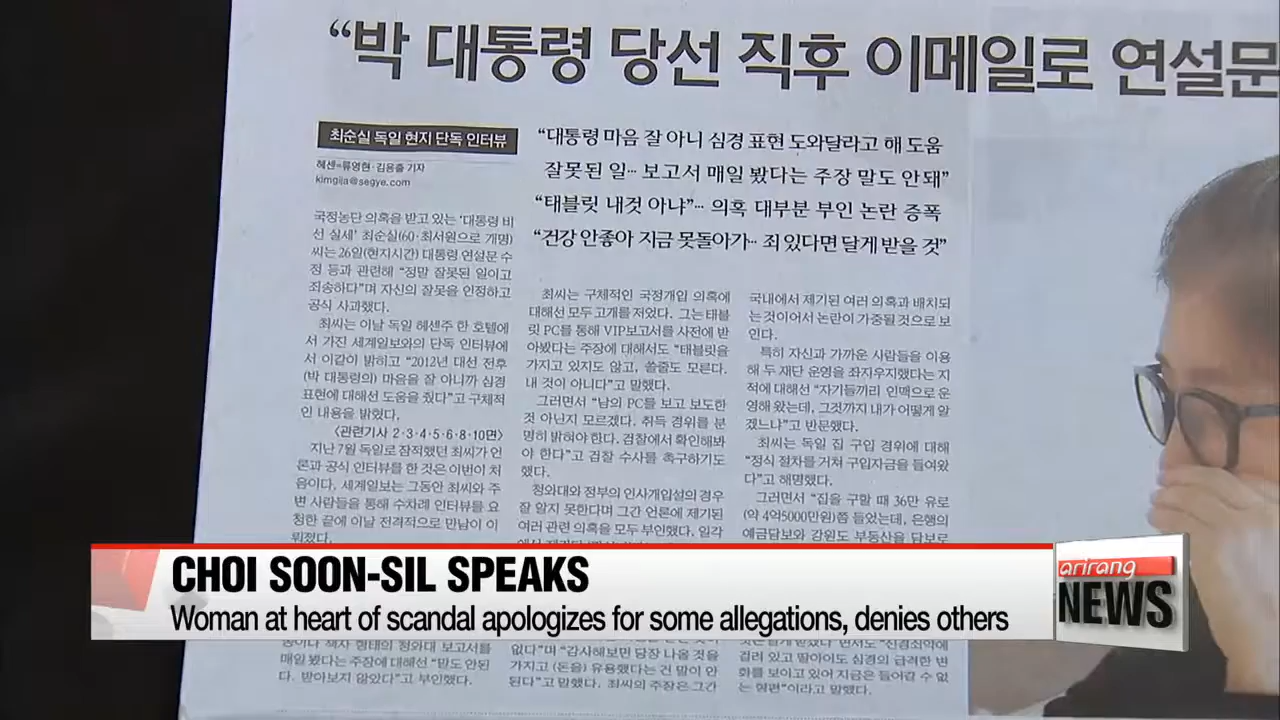 “박 대통령 당선 직후 이메일로 연설문
최순실 독일 현지 단독 인터뷰
헤센=류영현·김용출 기자
kimgija@segye.com
“대통령 마음 잘 아니 심경 표현 도와달라고 해 도움
잘못된 일… 보고서 매일 봤다는 주장 말도 안돼”
“태블릿 내것 아냐”… 의혹 대부분 부인 논란 증폭
“건강 안좋아 지금 못돌아가… 죄 있다면 달게 받을 것”
국정농단 의혹을 받고 있는 ‘대통령 비
선 실세’ 최순실(60·최서원으로 개명)
씨는 26일(현지시간) 대통령 연설문 수
정 등과 관련해 “정말 잘못된 일이고
죄송하다”며 자신의 잘못을 인정하고
공식 사과했다.
최씨는 이날 독일 헤센주 한 호텔에
서 가진 세계일보와의 단독 인터뷰에
서 이같이 밝히고 “2012년 대선 전후
(박 대통령의) 마음을 잘 아니까 심경
표현에 대해선 도움을 줬다”고 구체적
인 내용을 밝혔다.
〈관련기사 2·3·4·5·6·8·10면〉
지난 7월 독일로 잠적했던 최씨가 언
론과 공식 인터뷰를 한 것은 이번이 처
음이다. 세계일보는 그동안 최씨와 주
변 사람들을 통해 수차례 인터뷰를 요
청한 끝에 이날 전격적으로 만남이 이
뤄졌다.
최씨는 구체적인 국정개입 의혹에
대해선 모두 고개를 저었다. 그는 태블
릿 PC를 통해 VIP보고서를 사전에 받
아봤다는 주장에 대해서도 “태블릿을
가지고 있지도 않고, 쓸줄도 모른다.
내 것이 아니다”고 말했다.
그러면서 “남의 PC를 보고 보도한
것 아닌지 모르겠다. 취득 경위를 분
명히 밝혀야 한다. 검찰에서 확인해봐
야 한다”고 검찰 수사를 촉구하기도
했다.
청와대와 정부의 인사개입설의 경우
잘 알지 못한다며 그간 언론에 제기된
여러 관련 의혹을 모두 부인했다. 일각
국내에서 제기된 여러 의혹과 배치되
는 것이어서 논란이 가중될 것으로 보
인다.
특히 자신과 가까운 사람들을 이용
해 두 재단 운영을 좌지우지했다는 지
적에 대해선 “자기들끼리 인맥으로 운
영해 왔는데, 그것까지 내가 어떻게 알
겠느냐”고 반문했다.
최씨는 독일 집 구입 경위에 대해
“정식 절차를 거쳐 구입자금을 들여왔
다”고 해명했다.
그러면서 “집을 구할 때 36만 유로
(약 4억5000만원)쯤 들었는데, 은행의
예금담보와 강원도 부동산을 담보로
CHOI SOON-SIL SPEAKS
Woman at heart of scandal apologizes for some allegations, denies others
arirang
NEWS
매일 봤다는 주장에 대해선 “말도 안된
다. 받아보지 않았다”고 부인했다.
없다”며 “감사해보면 당장 나올 것을
가지고 (돈을) 유용했다는 건 말이 안
된다”고 말했다. 최씨의 주장은 그간
걸려 있고 딸아이도 심경의 급격한 변
화를 보이고 있어 지금은 들어갈 수 없
는 형편”이라고 말했다.